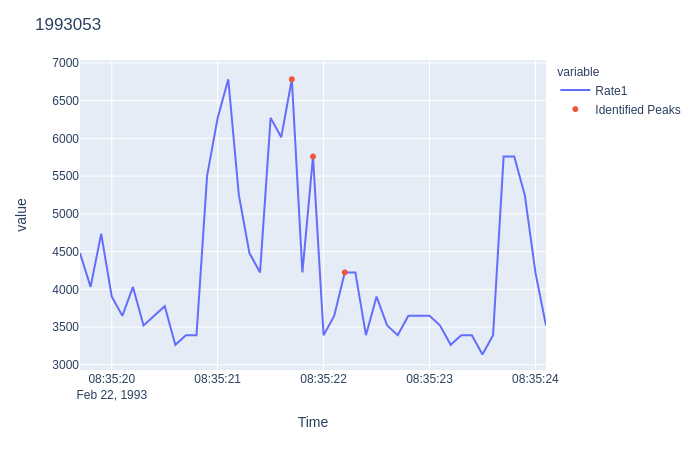 1993053
7000
6500
6000
5500
5000
4500
4000
3500
3000
value
08:35:20
Feb 22, 1993
08:35:21
08:35:22
08:35:23
08:35:24
Time
variable
Rate1
Identified Peaks